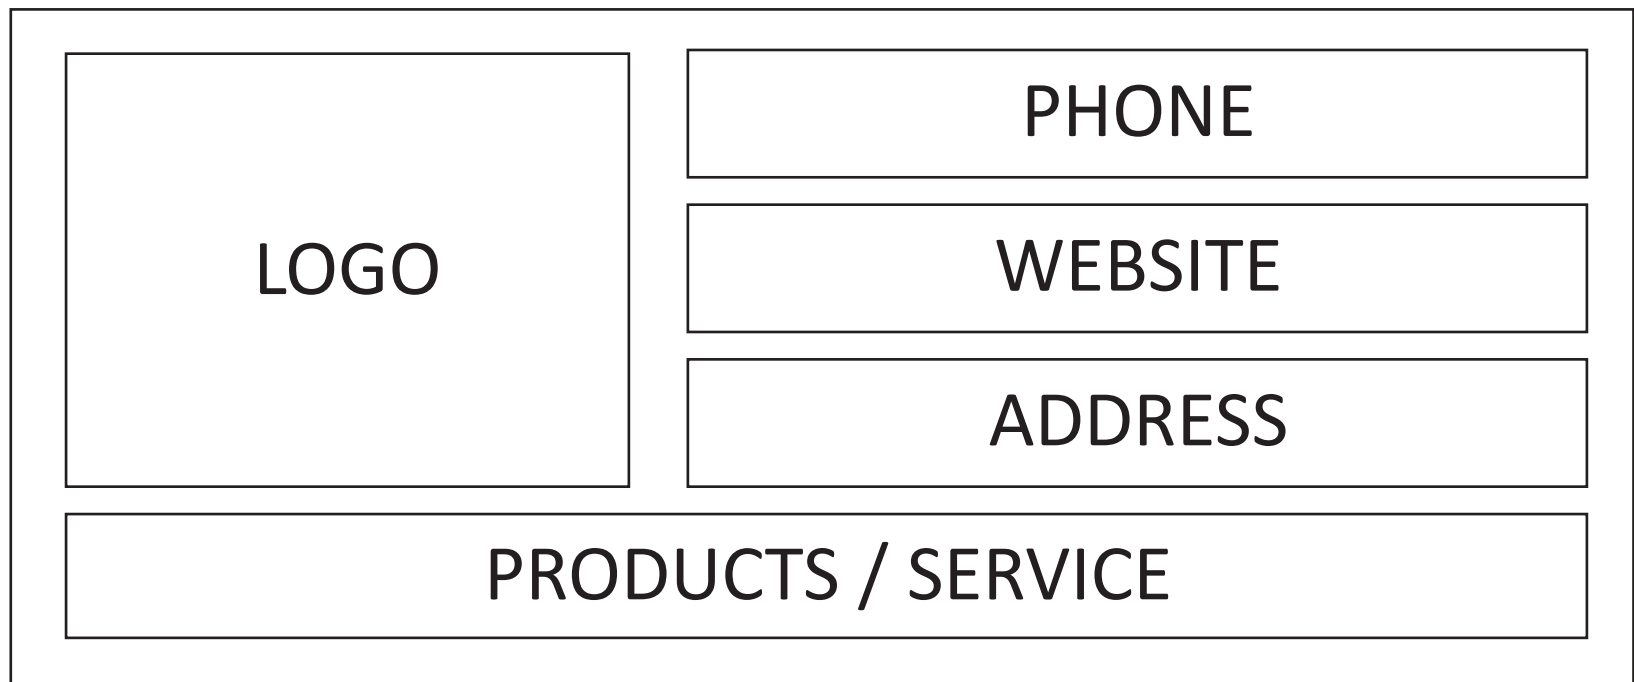 LOGO
PHONE
WEBSITE
ADDRESS
PRODUCTS / SERVICE